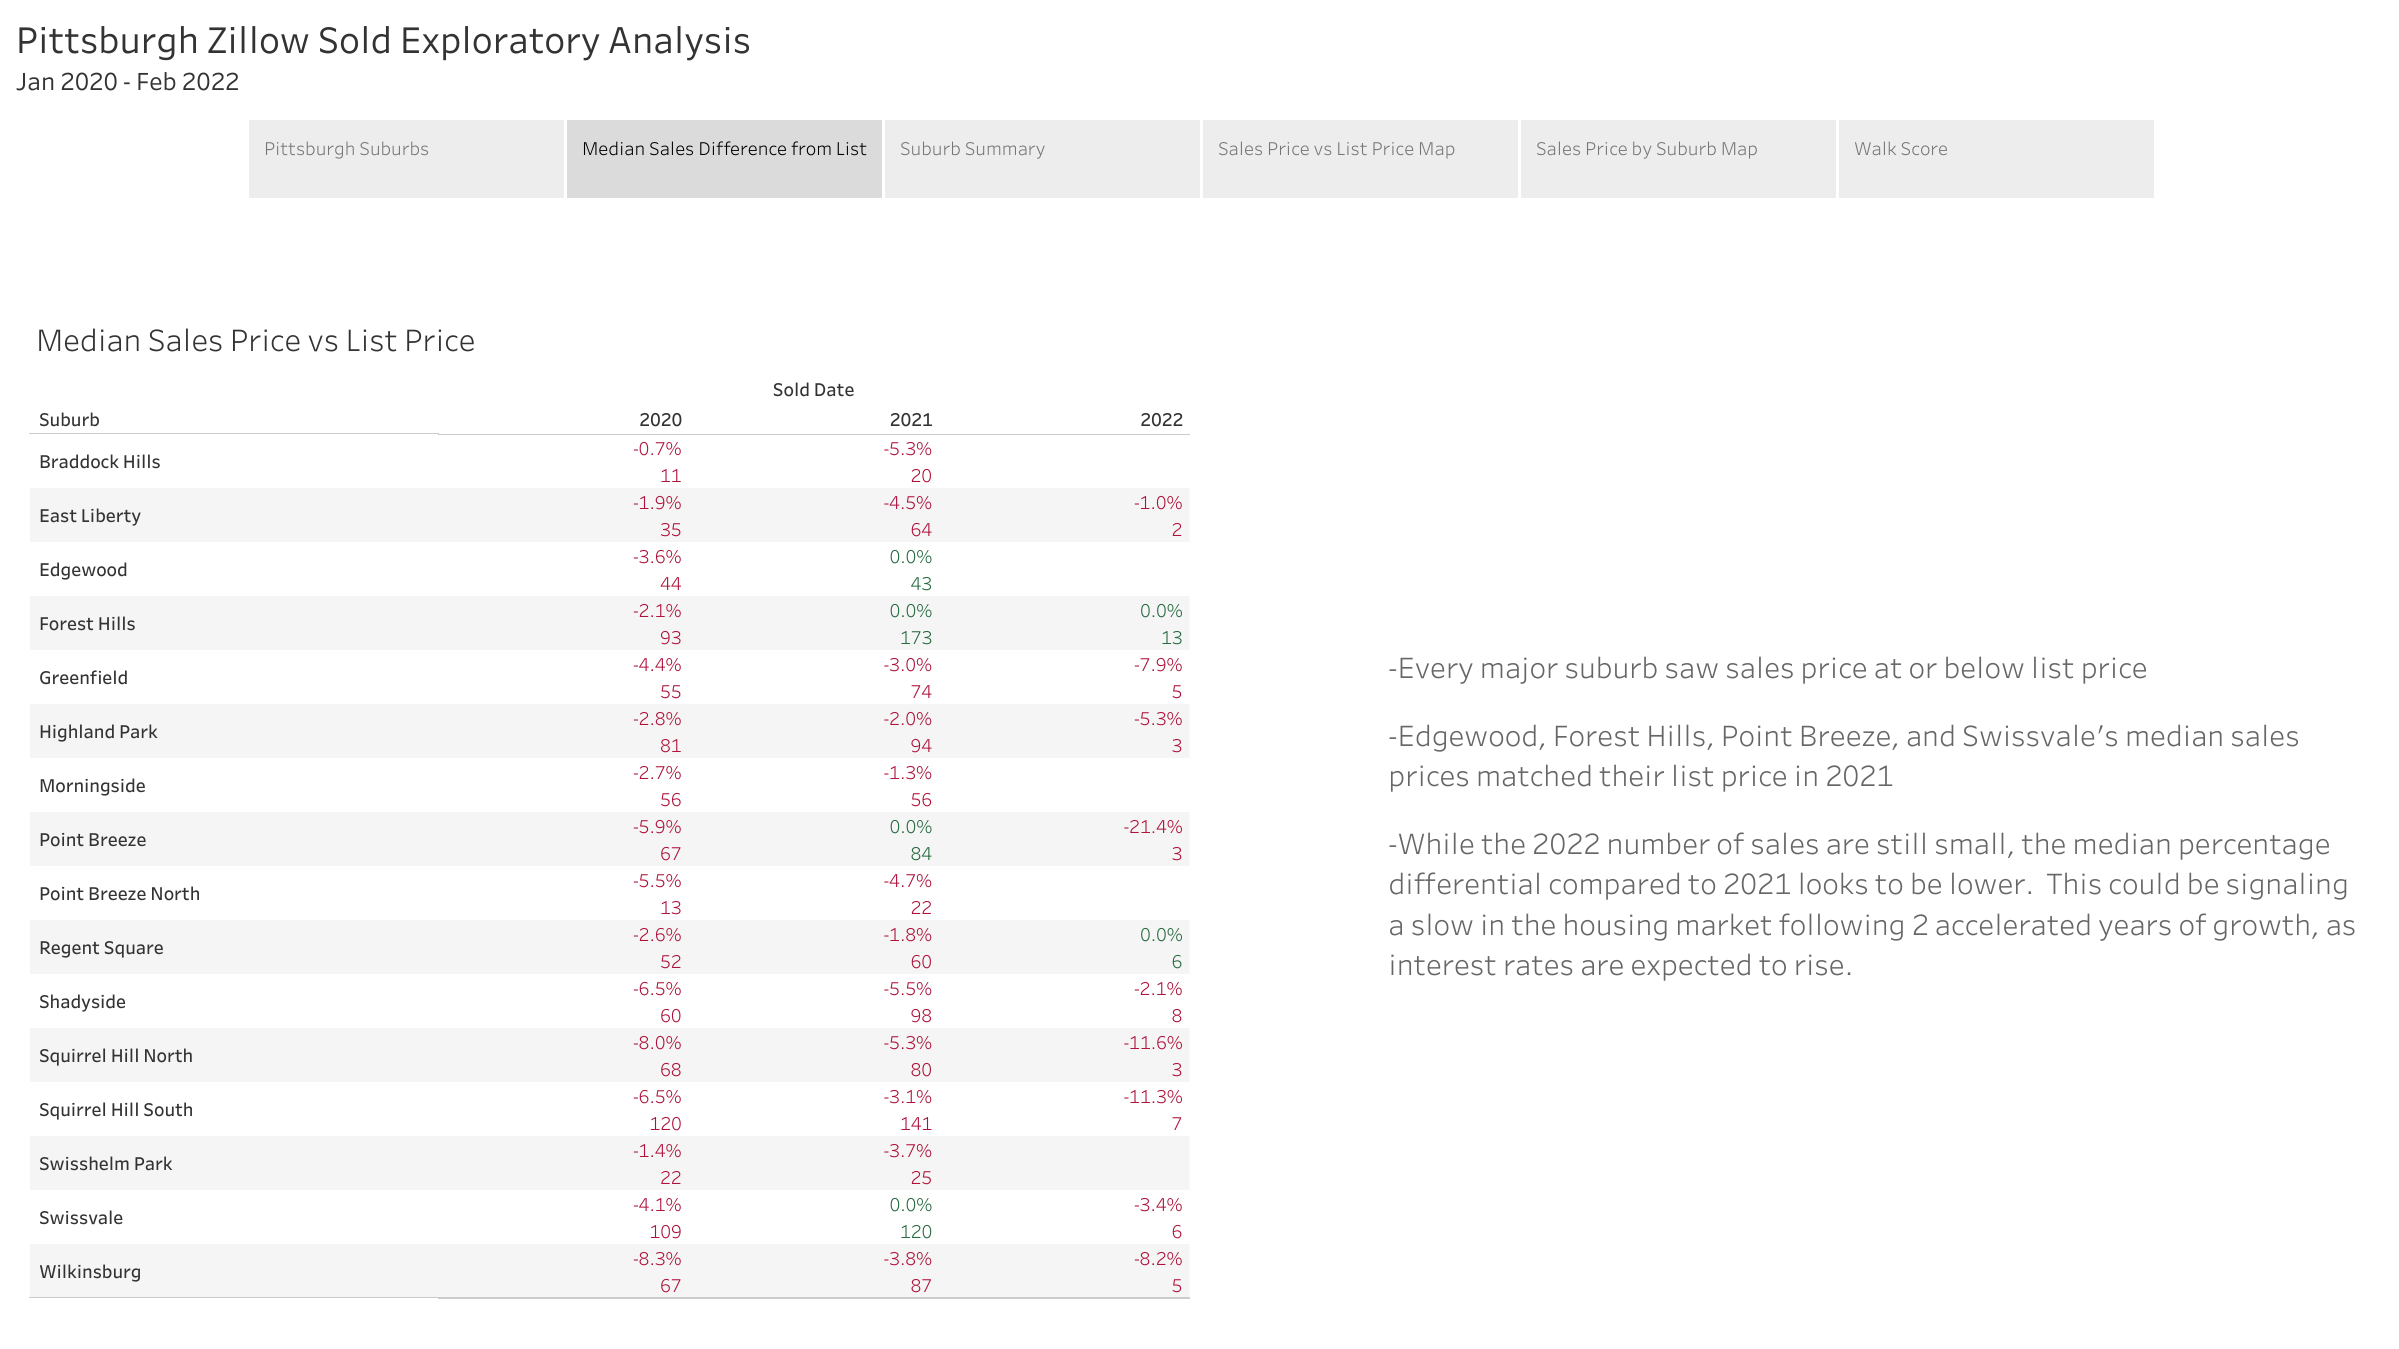 Pittsburgh Zillow Sold Exploratory Analysis
Jan 2020 - Feb 2022
Pittsburgh Suburbs
Median Sales Difference from List
Suburb Summary
Sales Price vs List Price Map
Sales Price by Suburb Map
Walk Score
Median Sales Price vs List Price
Sold Date
Suburb 2020 2021 2022
Braddock Hills
-0.7% -5.3%
11 20
East Liberty
-1.9% -4.5% -1.0%
35 64 2
Edgewood
-3.6% 0.0%
44 43
Forest Hills
-2.1% 0.0% 0.0%
93 173 13
Greenfield
-4.4% -3.0% -7.9%
55 74 5
Highland Park
-2.8% -2.0% -5.3%
81 94 3
Morningside
-2.7% -1.3%
56 56
Point Breeze
-5.9% 0.0% -21.4%
67 84 3
Point Breeze North
-5.5% -4.7%
13 22
Regent Square
-2.6% -1.8% 0.0%
52 60 6
Shadyside
-6.5% -5.5% -2.1%
60 98 8
Squirrel Hill North
-8.0% -5.3% -11.6%
68 80 3
Squirrel Hill South
-6.5% -3.1% -11.3%
120 141 7
Swisshelm Park
-1.4% -3.7%
22 25
Swissvale
-4.1% 0.0% -3.4%
109 120 6
Wilkinsburg
-8.3% -3.8% -8.2%
67 87 5
-Every major suburb saw sales price at or below list price
-Edgewood, Forest Hills, Point Breeze, and Swissvale's median sales
prices matched their list price in 2021
-While the 2022 number of sales are still small, the median percentage
differential compared to 2021 looks to be lower.  This could be signaling
a slow in the housing market following 2 accelerated years of growth, as
interest rates are expected to rise.